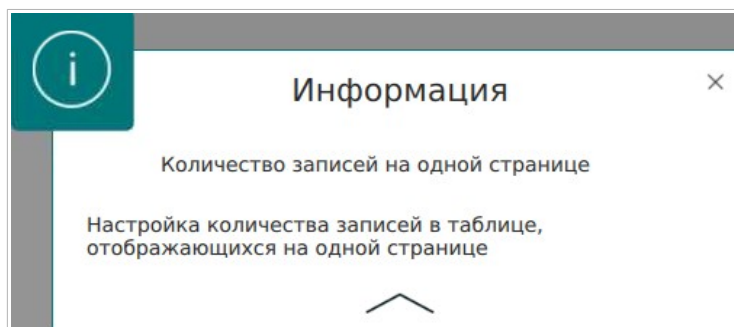 i
Информация
Количество записей на одной странице
Настройка количества записей в таблице,
отображающихся на одной странице